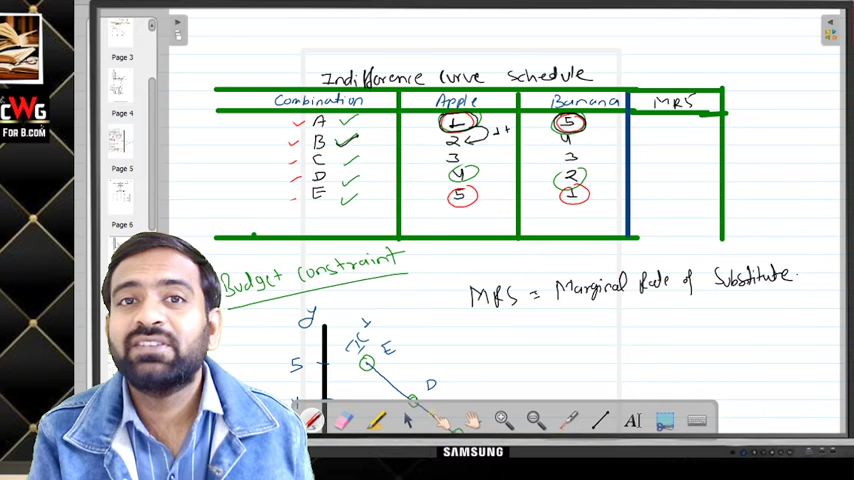 Page 3
Page 4
Page 5
Page 6
CWG
FOR B.COM
Indifference Curve Schedule
Combination Apple Banana MRS
A 1 5
B 2 4
1+
C 3 3
D 4 2
E 5 1
Budget constraint
MRS = Marginal Rate of Substitute.
y
IC
E
5
D
AI
SAMSUNG